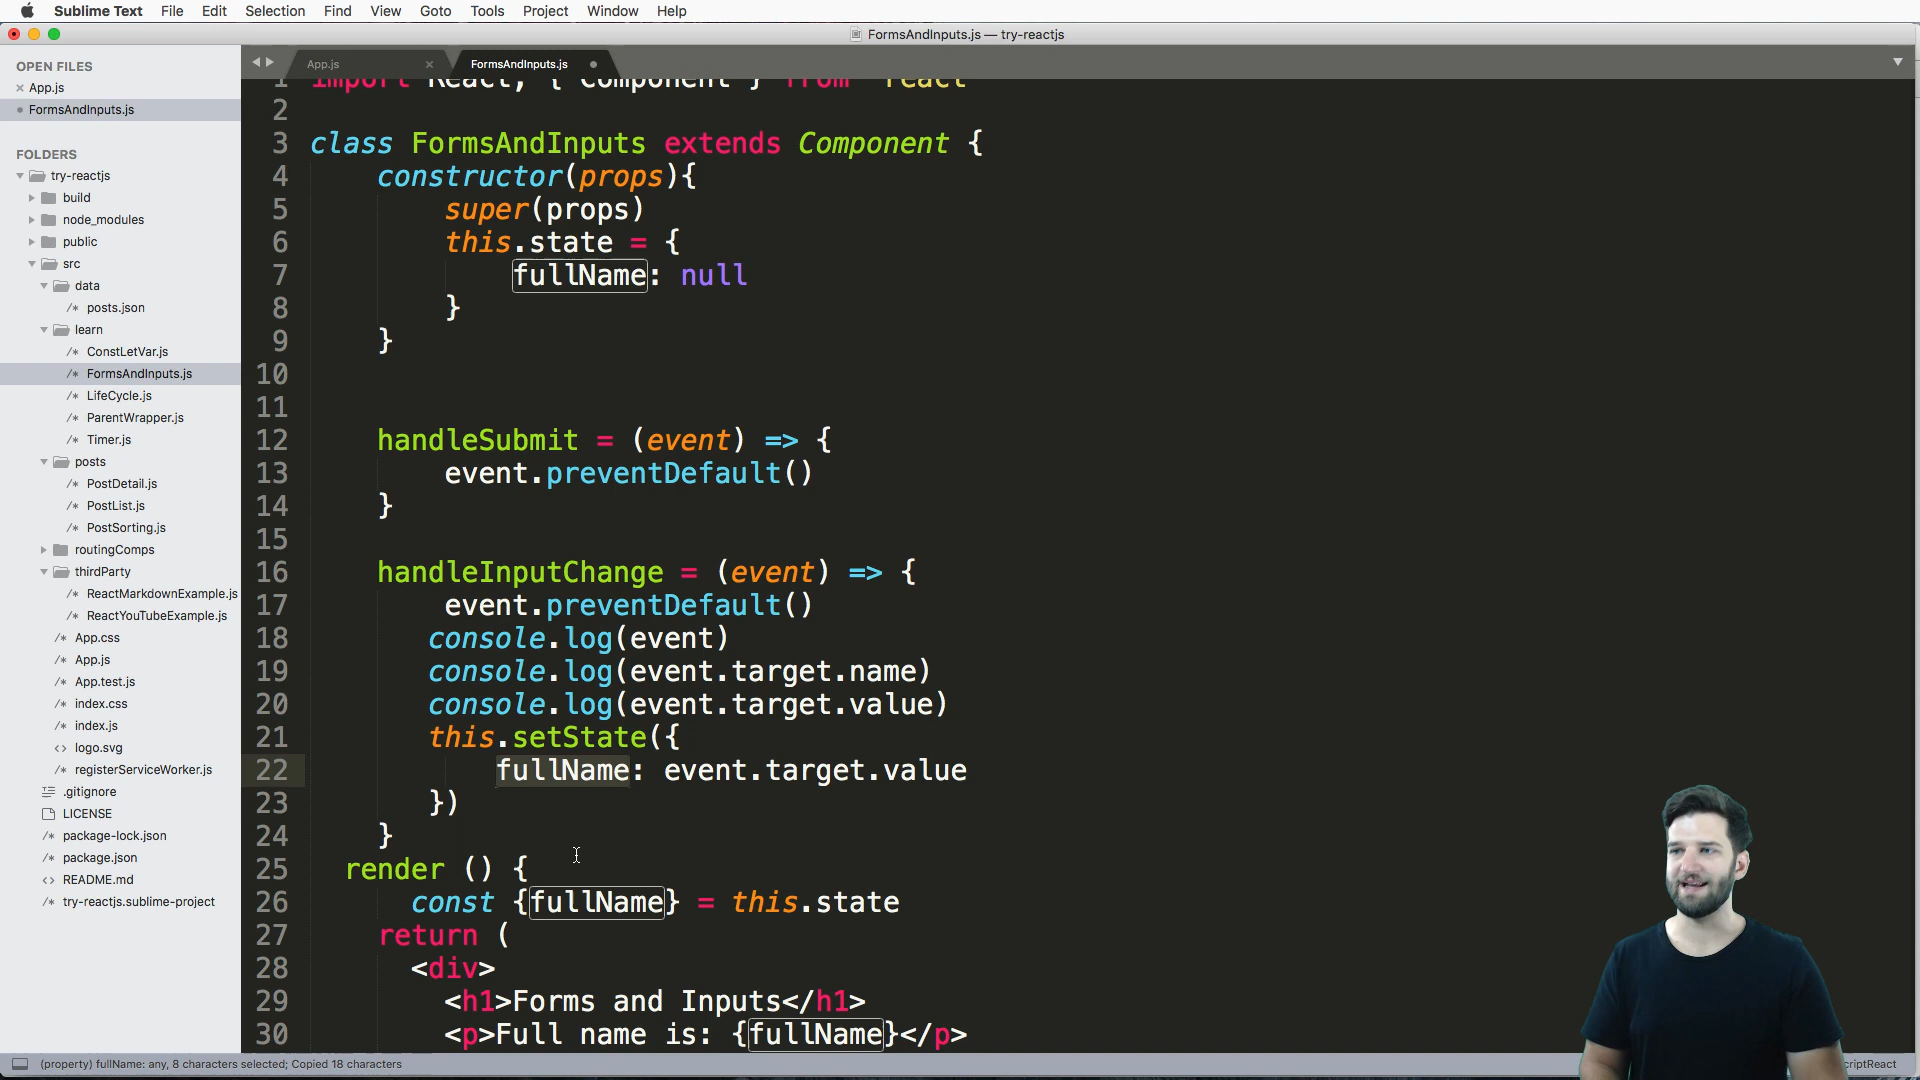 Sublime Text File Edit Selection Find View Goto Tools Project Window Help
FormsAndInputs.js — try-reactjs
OPEN FILES
App.js
FormsAndInputs.js
FOLDERS
try-reactjs
build
node_modules
public
src
data
/* posts.json
learn
/* ConstLetVar.js
/* FormsAndInputs.js
/* LifeCycle.js
/* ParentWrapper.js
/* Timer.js
posts
/* PostDetail.js
/* PostList.js
/* PostSorting.js
routingComps
thirdParty
/* ReactMarkdownExample.js
/* ReactYouTubeExample.js
/* App.css
/* App.js
/* App.test.js
/* index.css
/* index.js
<> logo.svg
/* registerServiceWorker.js
.gitignore
LICENSE
/* package-lock.json
/* package.json
<> README.md
/* try-reactjs.sublime-project
App.js
FormsAndInputs.js
1 import React, { Component } from 'react'
2
3 class FormsAndInputs extends Component {
4 constructor(props){
5 super(props)
6 this.state = {
7 fullName: null
8 }
9 }
10
11
12 handleSubmit = (event) => {
13 event.preventDefault()
14 }
15
16 handleInputChange = (event) => {
17 event.preventDefault()
18 console.log(event)
19 console.log(event.target.name)
20 console.log(event.target.value)
21 this.setState({
22 fullName: event.target.value
23 })
24 }
25 render () {
26 const {fullName} = this.state
27 return (
28 <div>
29 <h1>Forms and Inputs</h1>
30 <p>Full name is: {fullName}</p>
(property) fullName: any, 8 characters selected; Copied 18 characters
criptReact